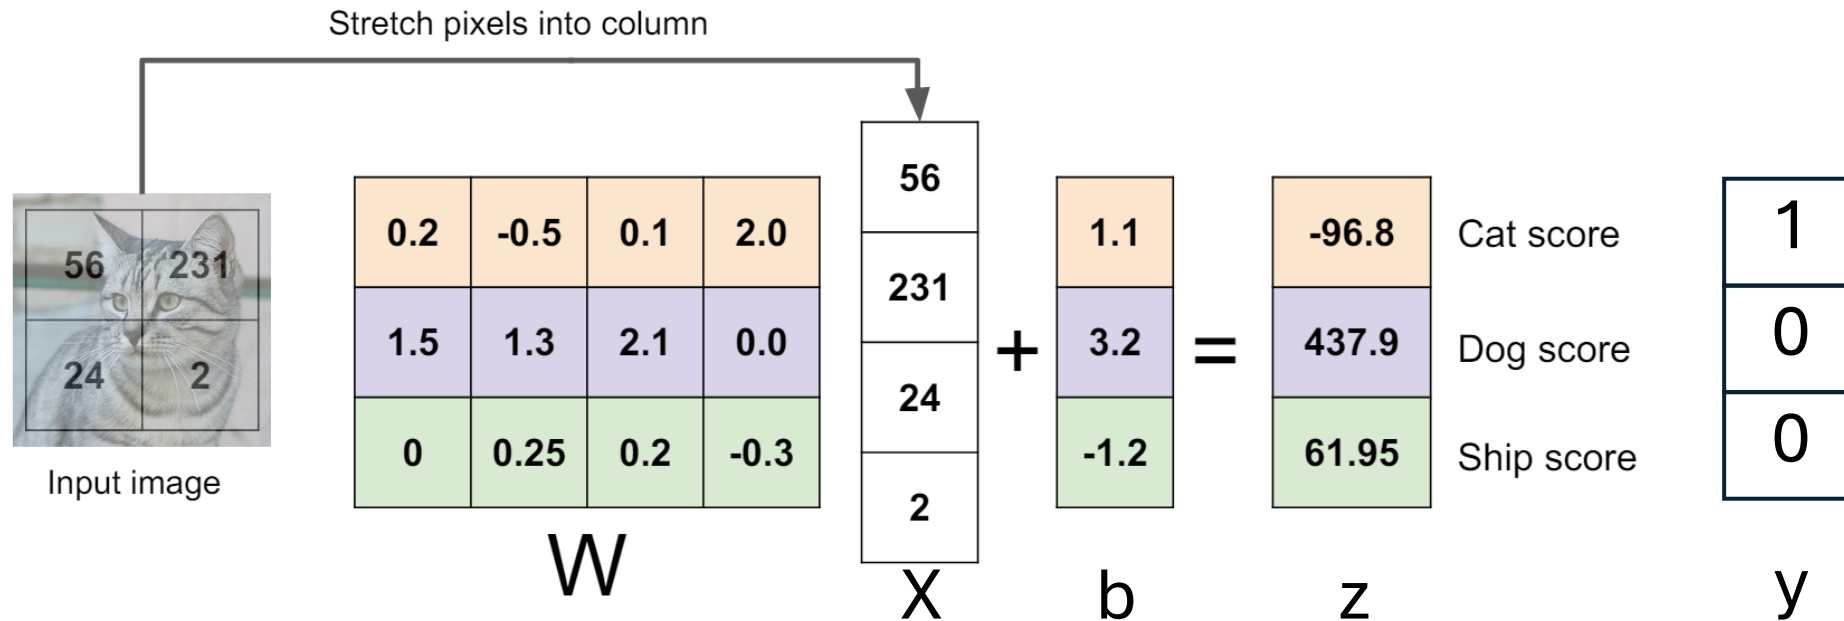 Stretch pixels into column
56 231
24 2
Input image
0.2 -0.5 0.1 2.0
1.5 1.3 2.1 0.0
0 0.25 0.2 -0.3
W
56
231
24
2
X
+
1.1
3.2
-1.2
b
=
-96.8 Cat score
437.9 Dog score
61.95 Ship score
z
1
0
0
y